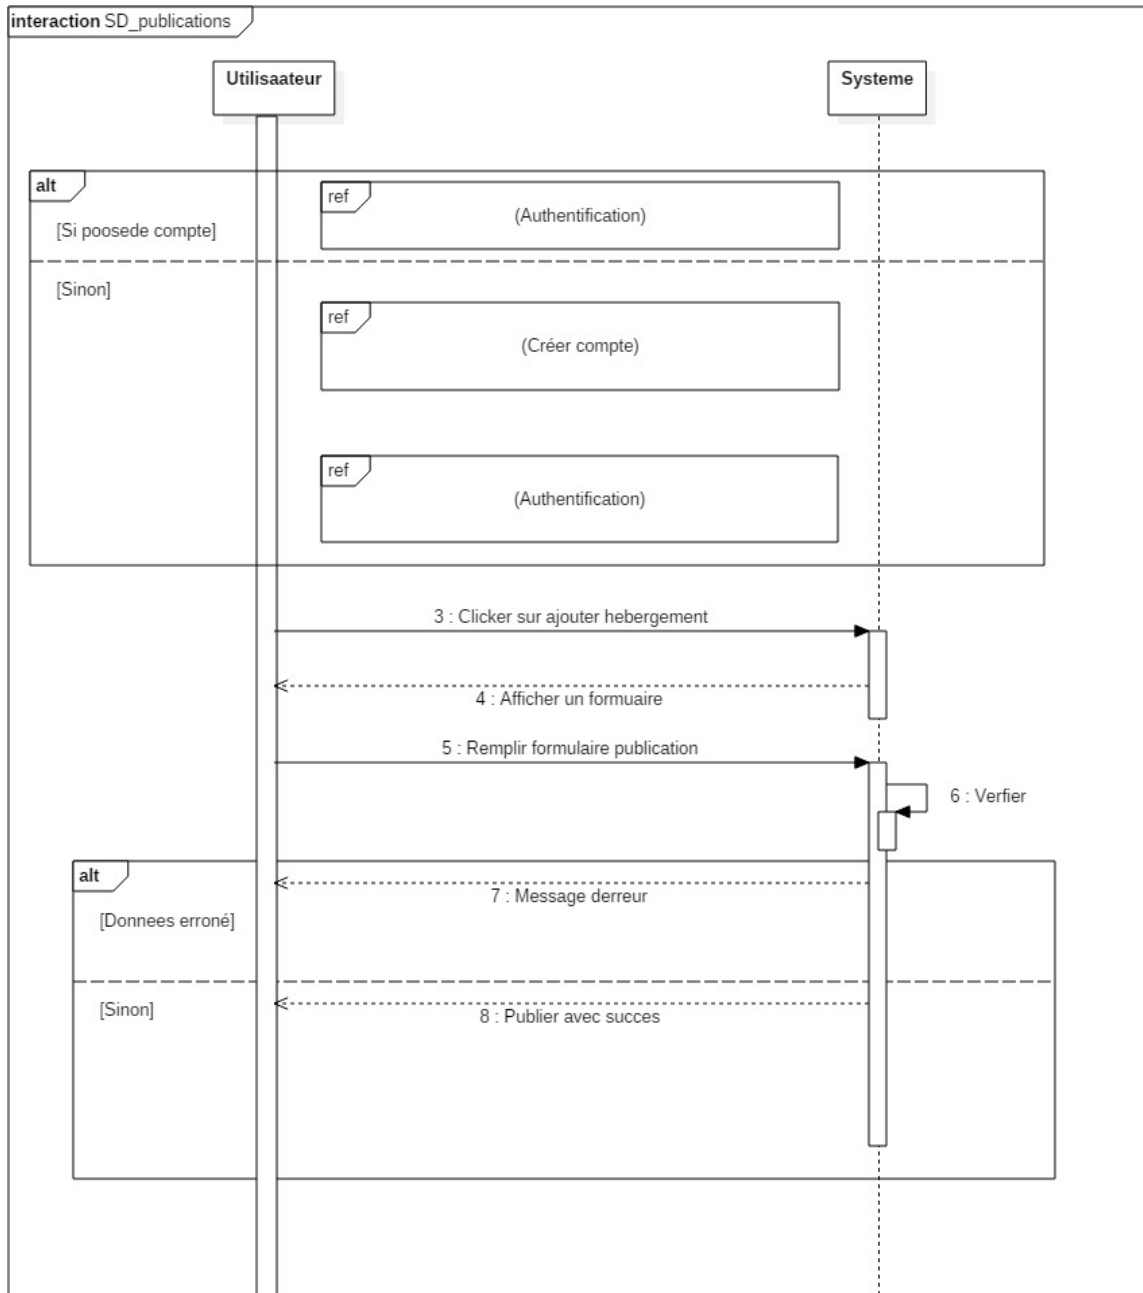 interaction SD_publications
Utilisaateur
Systeme
alt
ref
(Authentification)
[Si poosede compte]
[Sinon]
ref
(Créer compte)
ref
(Authentification)
3 : Clicker sur ajouter hebergement
4 : Afficher un formuaire
5 : Remplir formulaire publication
6 : Verfier
alt
7 : Message derreur
[Donnees erroné]
[Sinon]
8 : Publier avec succes